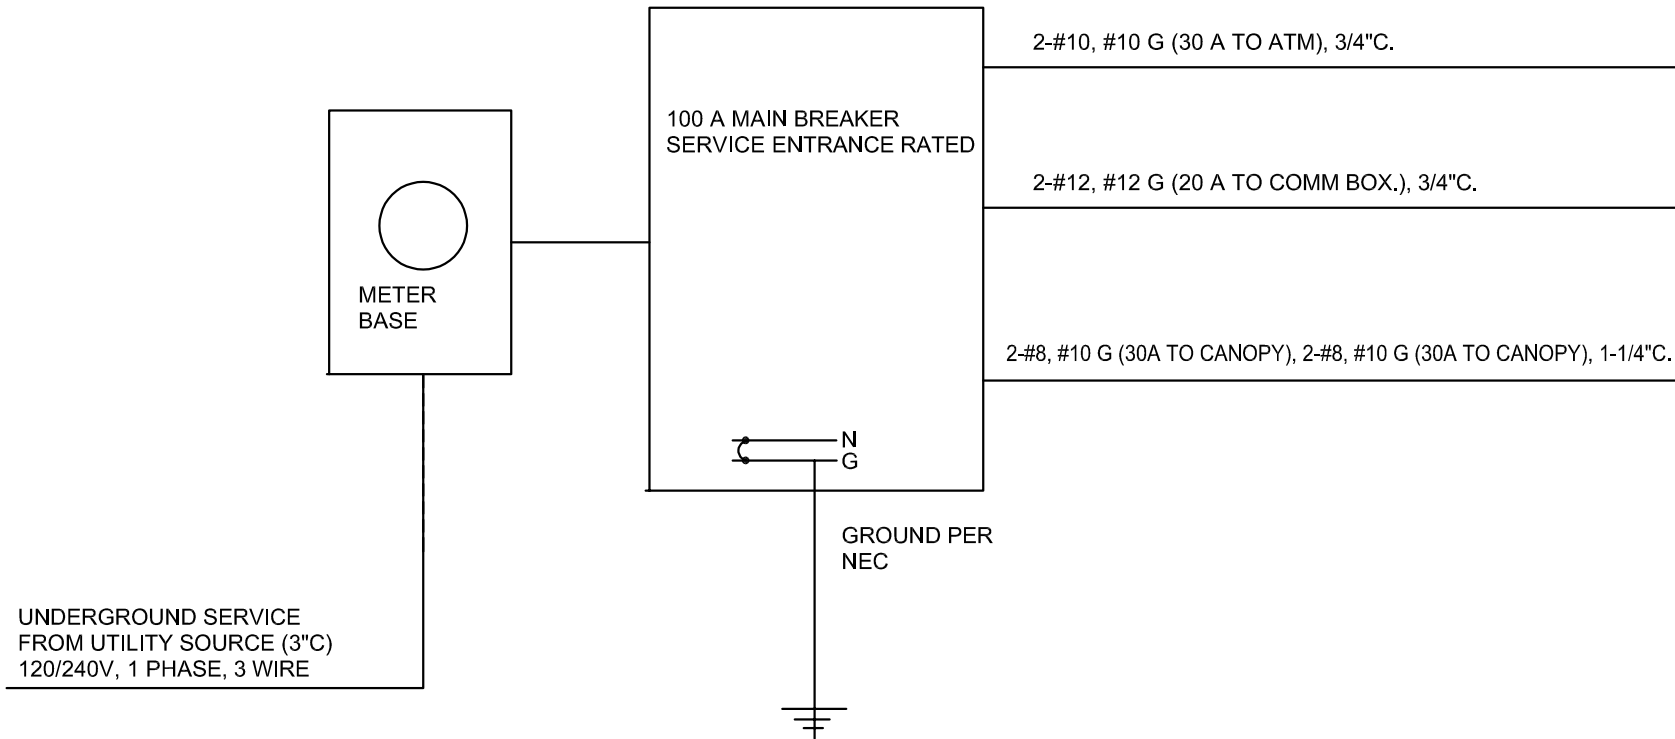 2-#10, #10 G (30 A TO ATM), 3/4"C.
100 A MAIN BREAKER
SERVICE ENTRANCE RATED
2-#12, #12 G (20 A TO COMM BOX.), 3/4"C.
METER
BASE
2-#8, #10 G (30A TO CANOPY), 2-#8, #10 G (30A TO CANOPY), 1-1/4"C.
N
G
GROUND PER
NEC
UNDERGROUND SERVICE
FROM UTILITY SOURCE (3"C)
120/240V, 1 PHASE, 3 WIRE